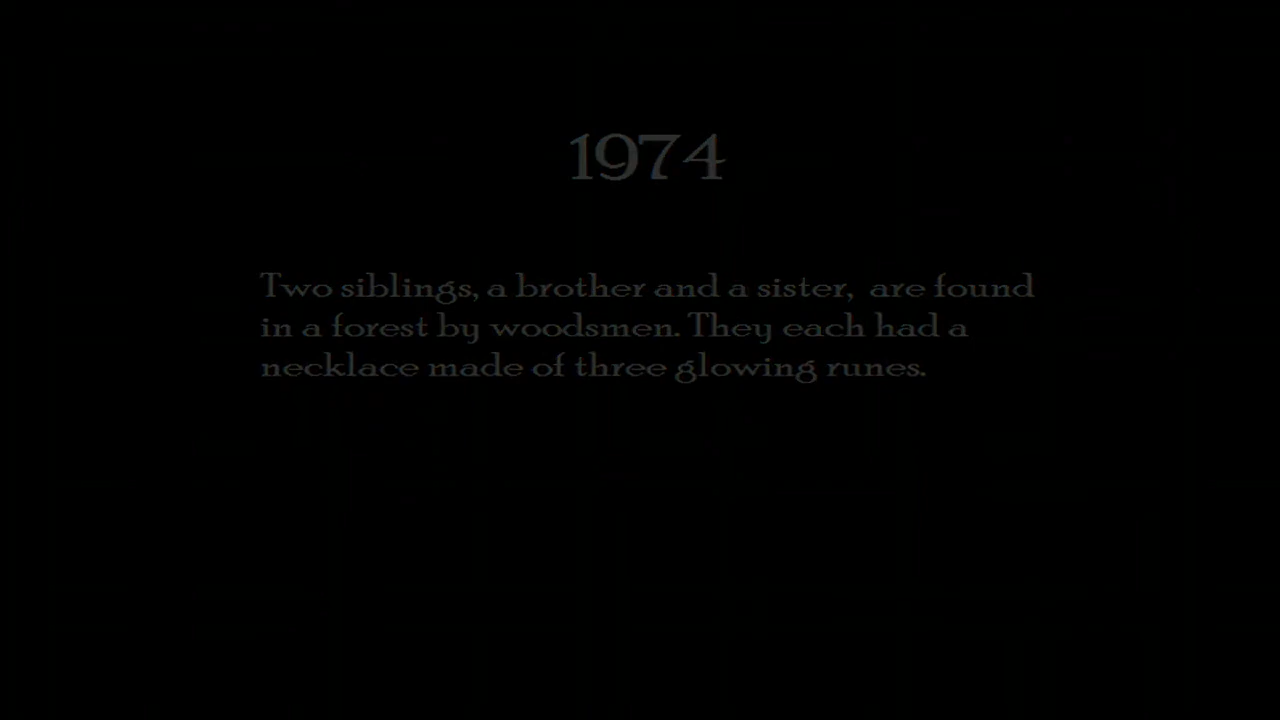 1974
Two siblings, a brother and a sister,  are found
in a forest by woodsmen. They each had a
necklace made of three glowing runes.